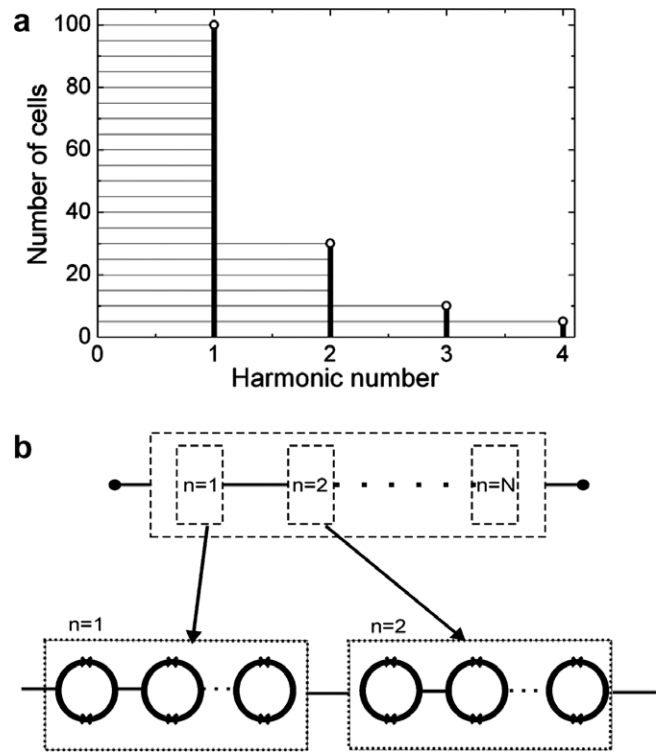 a
Number of cells
100
80
60
40
20
0
0 1 2 3 4
Harmonic number
b
n=1 n=2 n=N
n=1 n=2